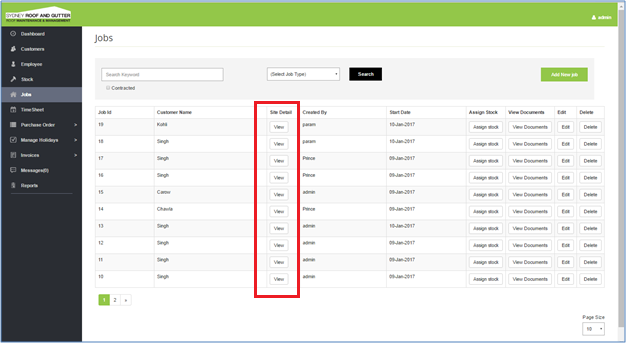 SYDNEY ROOF AND GUTTER
ROOF MAINTENANCE & MANAGEMENT
admin
Dashboard
Customers
Employee
Stock
Jobs
TimeSheet
Purchase Order >
Manage Holidays >
Invoices >
Messages(0)
Reports
Jobs
Search Keyword (Select Job Type) Search Add New job
Contracted
Job Id Customer Name Site Detail Created By Start Date Assign Stock View Documents Edit Delete
19 Kohli View param 10-Jan-2017 Assign stock View Documents Edit Delete
18 Singh View param 10-Jan-2017 Assign stock View Documents Edit Delete
17 Singh View Prince 09-Jan-2017 Assign stock View Documents Edit Delete
16 Singh View Prince 09-Jan-2017 Assign stock View Documents Edit Delete
15 View admin 09-Jan-2017 Assign stock View Documents Edit Delete
14 Chavla View Prince 09-Jan-2017 Assign stock View Documents Edit Delete
13 Singh View admin 10-Jan-2017 Assign stock View Documents Edit Delete
12 Singh View admin 09-Jan-2017 Assign stock View Documents Edit Delete
11 Singh View admin 09-Jan-2017 Assign stock View Documents Edit Delete
10 Singh View admin 09-Jan-2017 Assign stock View Documents Edit Delete
1 2 »
Page Size
10